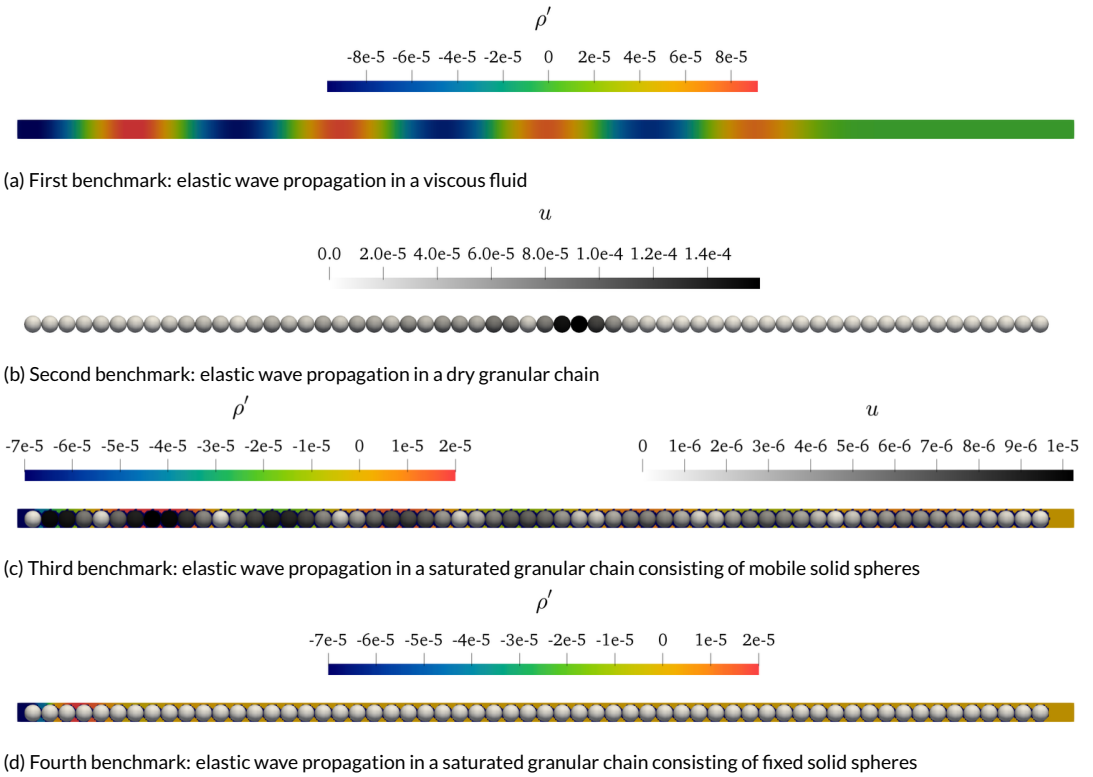 ρ′
-8e-5 -6e-5 -4e-5 -2e-5 0 2e-5 4e-5 6e-5 8e-5
(a) First benchmark: elastic wave propagation in a viscous fluid
u
0.0 2.0e-5 4.0e-5 6.0e-5 8.0e-5 1.0e-4 1.2e-4 1.4e-4
(b) Second benchmark: elastic wave propagation in a dry granular chain
ρ′
-7e-5 -6e-5 -5e-5 -4e-5 -3e-5 -2e-5 -1e-5 0 1e-5 2e-5
u
0 1e-6 2e-6 3e-6 4e-6 5e-6 6e-6 7e-6 8e-6 9e-6 1e-5
(c) Third benchmark: elastic wave propagation in a saturated granular chain consisting of mobile solid spheres
ρ′
-7e-5 -6e-5 -5e-5 -4e-5 -3e-5 -2e-5 -1e-5 0 1e-5 2e-5
(d) Fourth benchmark: elastic wave propagation in a saturated granular chain consisting of fixed solid spheres